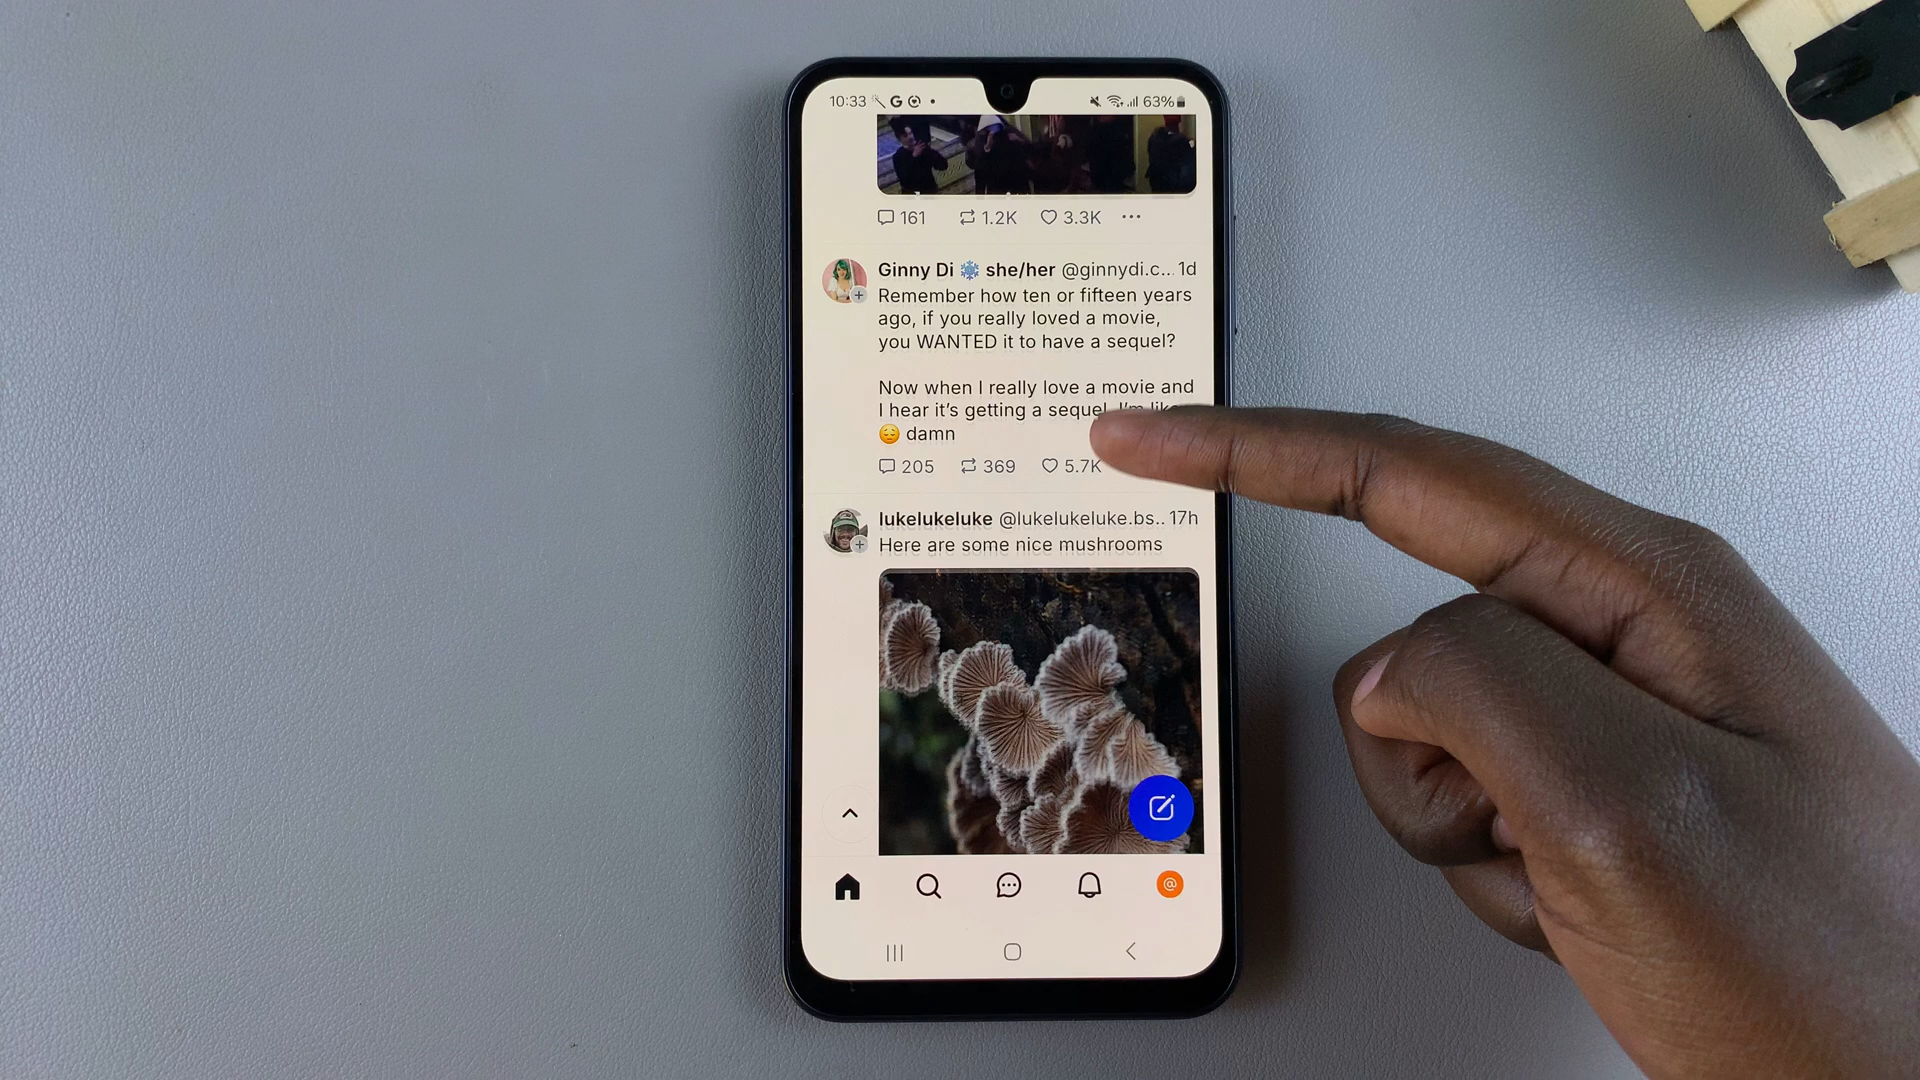 10:33 G 63%
161 1.2K 3.3K ...
Ginny Di she/her @ginnydi.c... 1d
Remember how ten or fifteen years
ago, if you really loved a movie,
you WANTED it to have a sequel?
Now when I really love a movie and
I hear it's getting a sequel, I'm like
😔 damn
205 369 5.7K
lukelukeluke @lukelukeluke.bs.. 17h
Here are some nice mushrooms
@